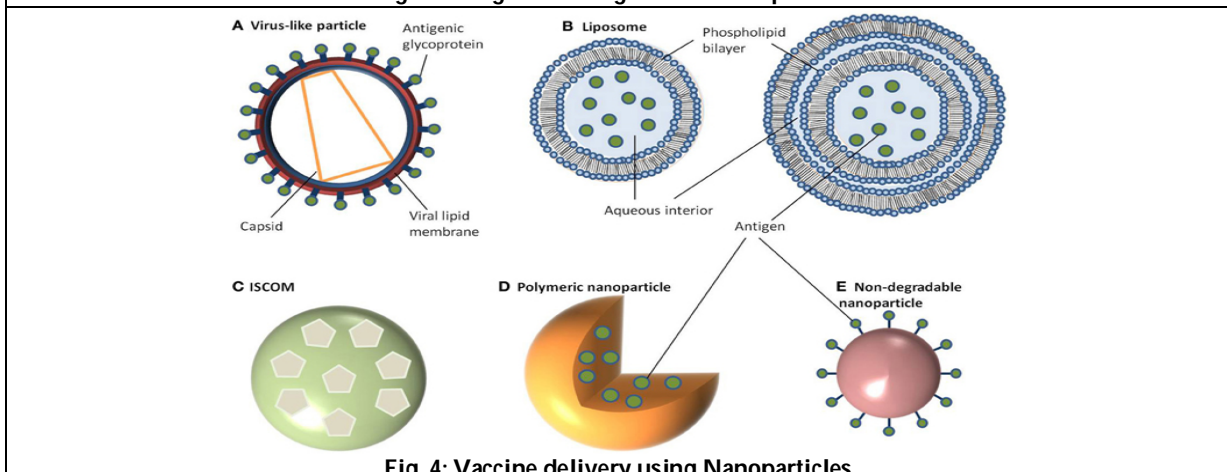 A Virus-like particle
Antigenic
glycoprotein
Capsid
Viral lipid
membrane
B Liposome
Phospholipid
bilayer
Aqueous interior
Antigen
C ISCOM
D Polymeric nanoparticle
E Non-degradable
nanoparticle
Fig. 4: Vaccine delivery using Nanoparticles